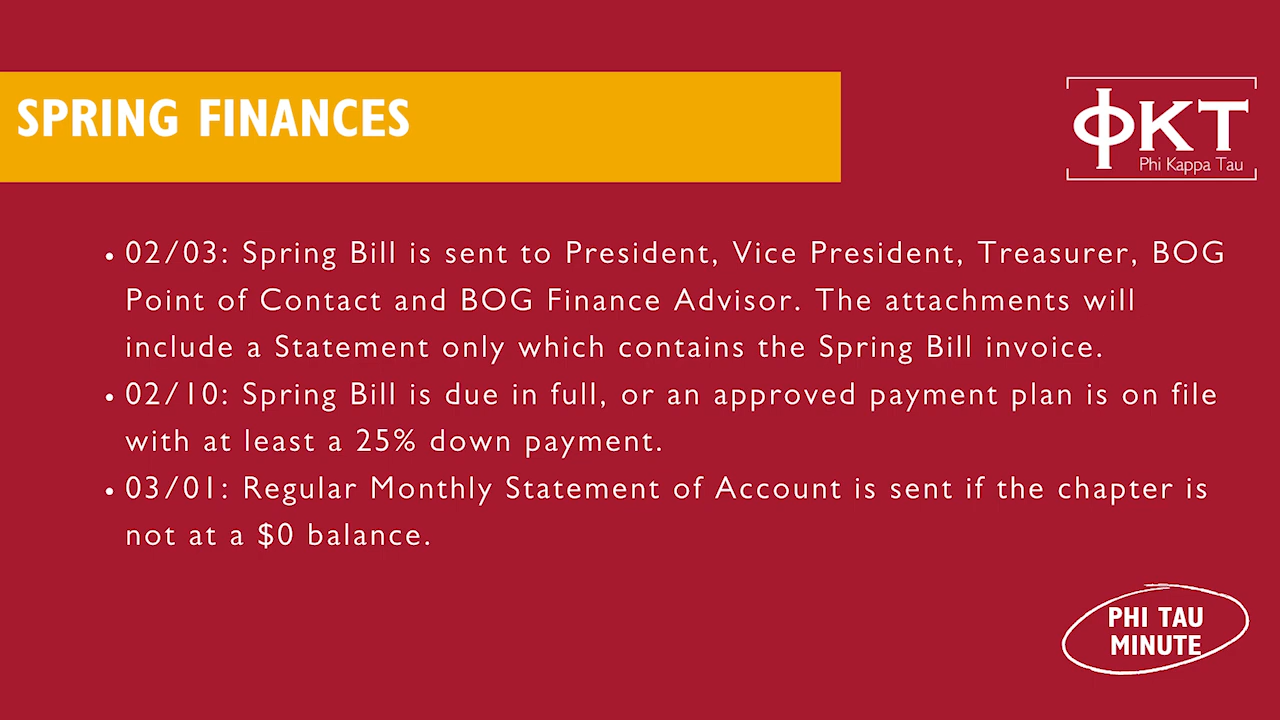 SPRING FINANCES
ΦΚΤ
Phi Kappa Tau
• 02/03: Spring Bill is sent to President, Vice President, Treasurer, BOG
Point of Contact and BOG Finance Advisor. The attachments will
include a Statement only which contains the Spring Bill invoice.
• 02/10: Spring Bill is due in full, or an approved payment plan is on file
with at least a 25% down payment.
• 03/01: Regular Monthly Statement of Account is sent if the chapter is
not at a $0 balance.
PHI TAU
MINUTE